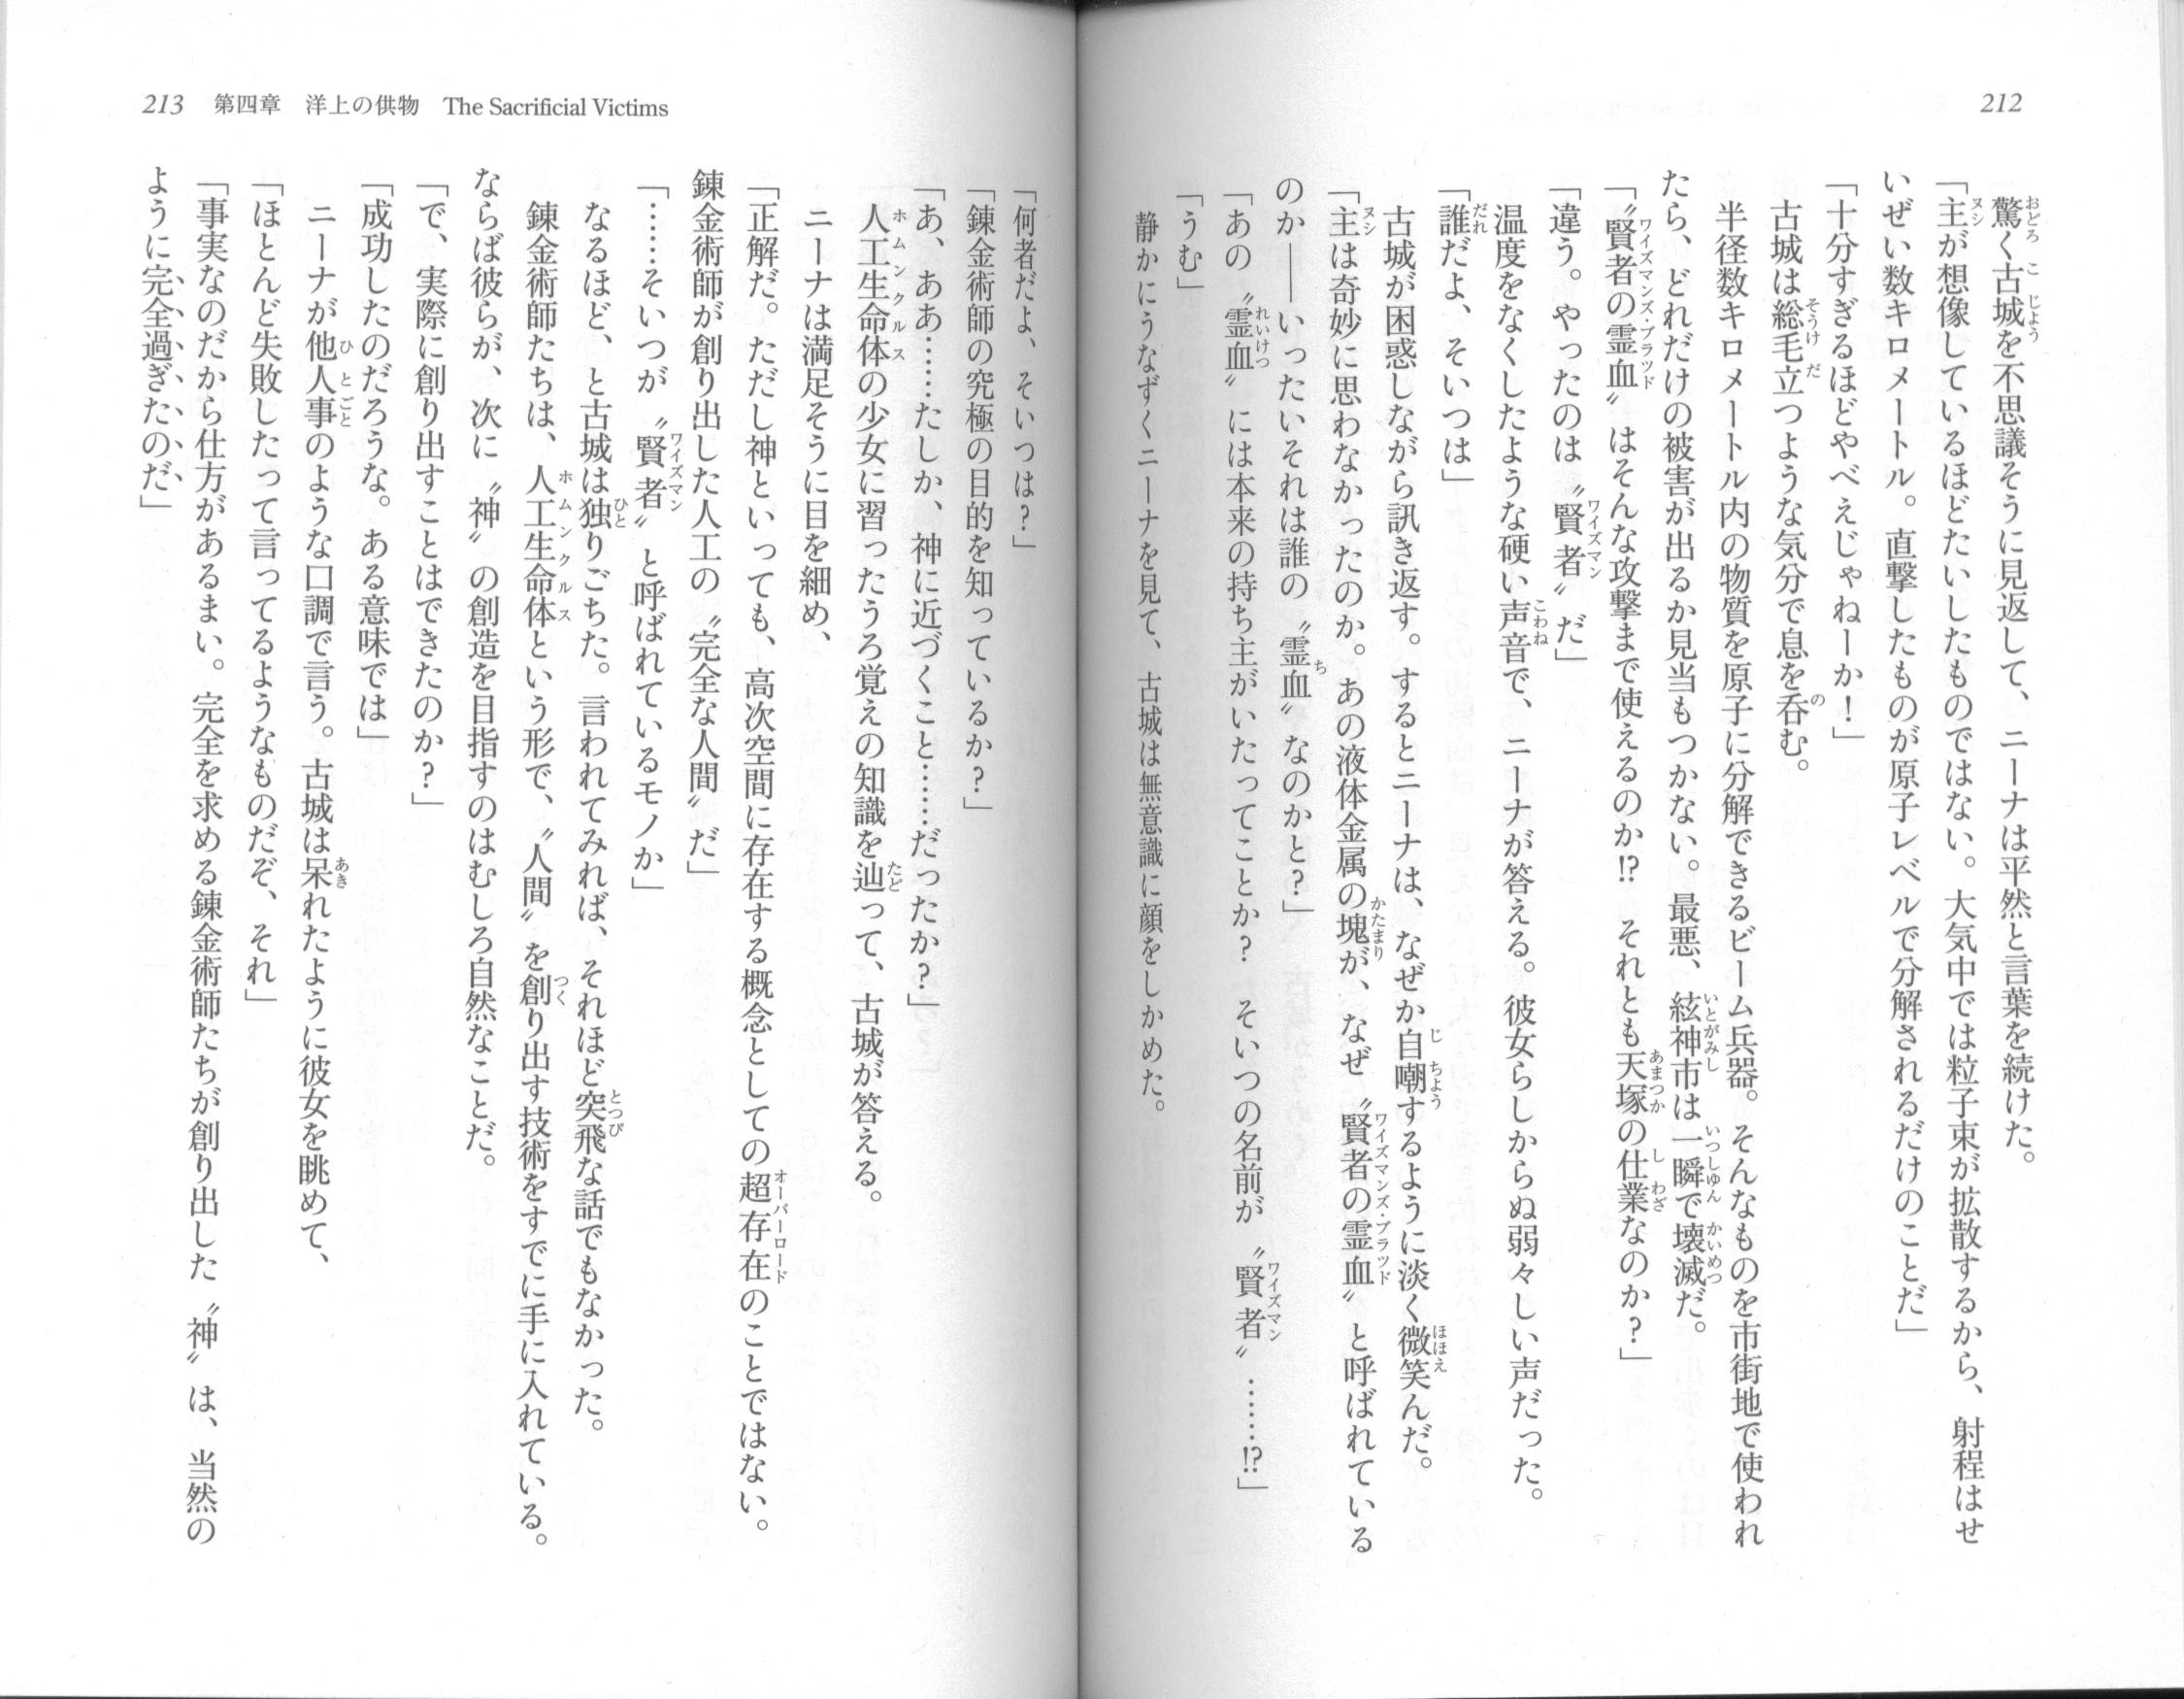 212
驚く古城を不思議そうに見返して、ニーナは平然と言葉を続けた。
「主が想像しているほどたいしたものではない。大気中では粒子束が拡散するから、射程はせ
いぜい数キロメートル。直撃したものが原子レベルで分解されるだけのことだ」
「十分すぎるほどやべえじゃねーか！」
古城は総毛立つような気分で息を呑む。
半径数キロメートル内の物質を原子に分解できるビーム兵器。そんなものを市街地で使われ
たら、どれだけの被害が出るか見当もつかない。最悪、絃神市は一瞬で壊滅だ。
「〝賢者の霊血〟はそんな攻撃まで使えるのか!?　それとも天塚の仕業なのか？」
「違う。やったのは〝賢者〟だ」
温度をなくしたような硬い声音で、ニーナが答える。彼女らしからぬ弱々しい声だった。
「誰だよ、そいつは」
古城が困惑しながら訊き返す。するとニーナは、なぜか自嘲するように淡く微笑んだ。
「主は奇妙に思わなかったのか。あの液体金属の塊が、なぜ〝賢者の霊血〟と呼ばれている
のか――いったいそれは誰の〝霊血〟なのかと？」
「あの〝霊血〟には本来の持ち主がいたってことか？　そいつの名前が〝賢者〟……!?」
「うむ」
静かにうなずくニーナを見て、古城は無意識に顔をしかめた。
213 第四章　洋上の供物　The Sacrificial Victims
「何者だよ、そいつは？」
「錬金術師の究極の目的を知っているか？」
「あ、ああ……たしか、神に近づくこと……だったか？」
人工生命体の少女に習ったうろ覚えの知識を辿って、古城が答える。
ニーナは満足そうに目を細め、
「正解だ。ただし神といっても、高次空間に存在する概念としての超存在のことではない。
錬金術師が創り出した人工の〝完全な人間〟だ」
「……そいつが〝賢者〟と呼ばれているモノか」
なるほど、と古城は独りごちた。言われてみれば、それほど突飛な話でもなかった。
錬金術師たちは、人工生命体という形で、〝人間〟を創り出す技術をすでに手に入れている。
ならば彼らが、次に〝神〟の創造を目指すのはむしろ自然なことだ。
「で、実際に創り出すことはできたのか？」
「成功したのだろうな。ある意味では」
ニーナが他人事のような口調で言う。古城は呆れたように彼女を眺めて、
「ほとんど失敗したって言ってるようなものだぞ、それ」
「事実なのだから仕方があるまい。完全を求める錬金術師たちが創り出した〝神〟は、当然の
ように完全過ぎたのだ」